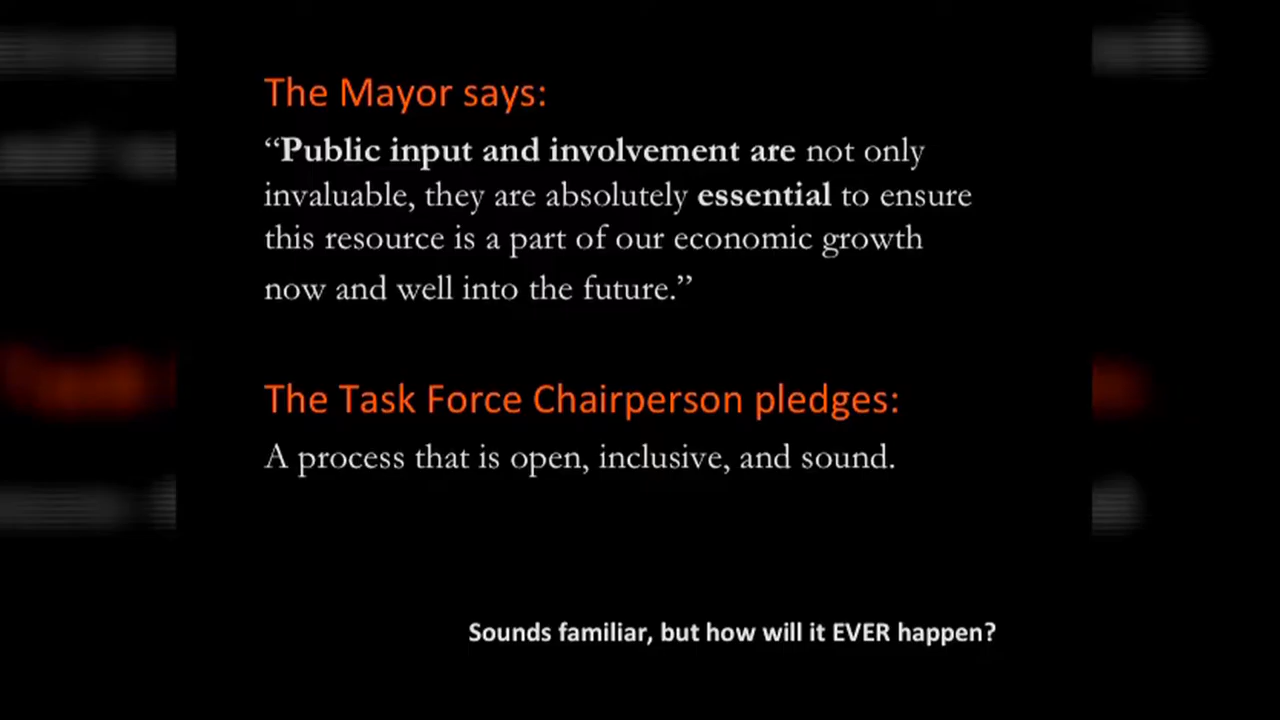 The Mayor says:
“Public input and involvement are not only
invaluable, they are absolutely essential to ensure
this resource is a part of our economic growth
now and well into the future.”
The Task Force Chairperson pledges:
A process that is open, inclusive, and sound.
Sounds familiar, but how will it EVER happen?